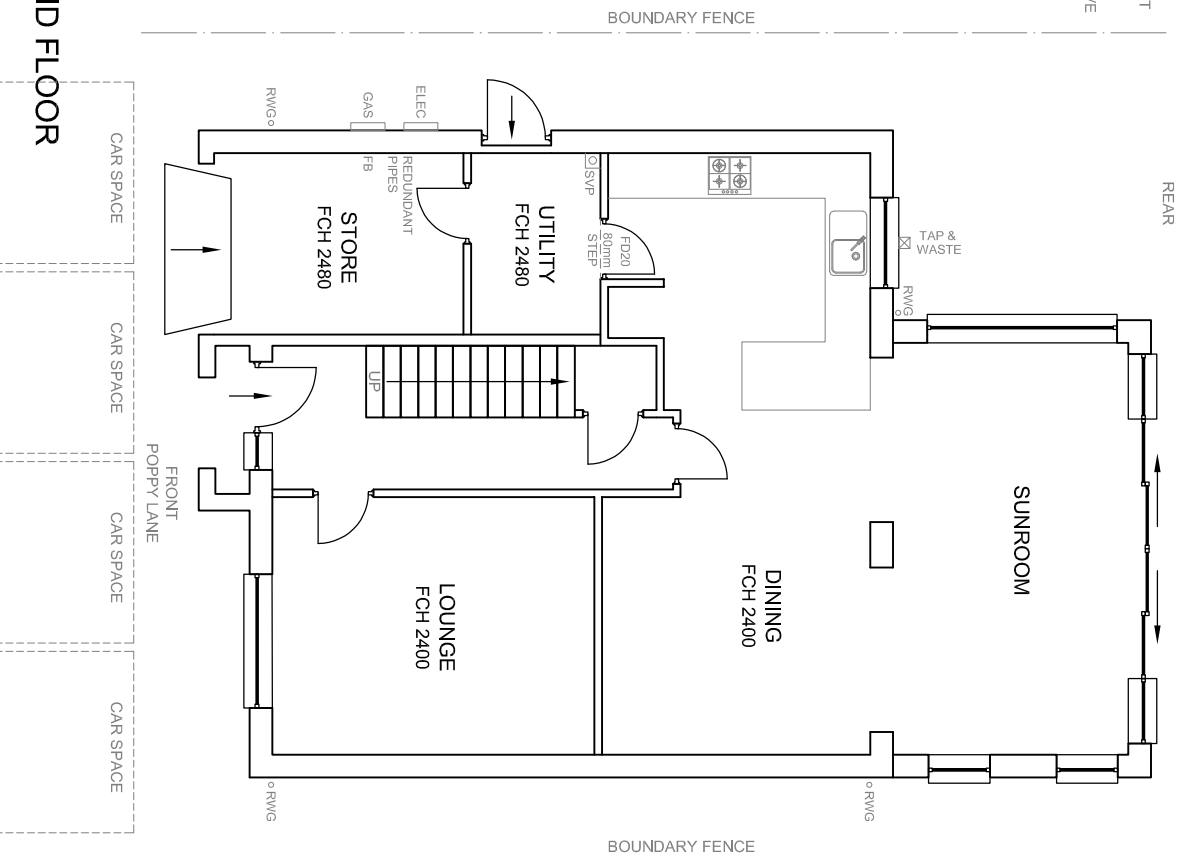 BOUNDARY FENCE
REAR
RWG
GAS
ELEC
FB
REDUNDANT
PIPES
SVP
STORE
FCH 2480
UTILITY
FCH 2480
FD20
80mm
STEP
TAP &
WASTE
RWG
UP
CAR SPACE
CAR SPACE
CAR SPACE
CAR SPACE
FRONT
POPPY LANE
LOUNGE
FCH 2400
DINING
FCH 2400
SUNROOM
RWG
RWG
BOUNDARY FENCE
FLOOR